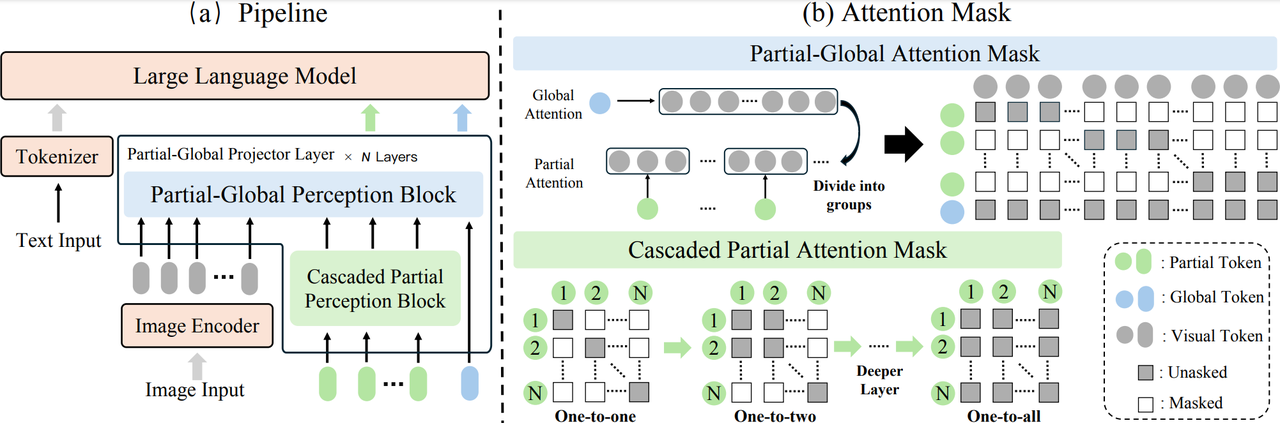 (a) Pipeline
Large Language Model
Tokenizer
Text Input
Partial-Global Projector Layer × N Layers
Partial-Global Perception Block
Cascaded Partial
Perception Block
Image Encoder
Image Input
(b) Attention Mask
Partial-Global Attention Mask
Global
Attention
Partial
Attention
Divide into
groups
Cascaded Partial Attention Mask
1 2 N
1
2
N
One-to-one
1 2 N
1
2
N
One-to-two
Deeper
Layer
1 2 N
1
2
N
One-to-all
: Partial Token
: Global Token
: Visual Token
: Unasked
: Masked